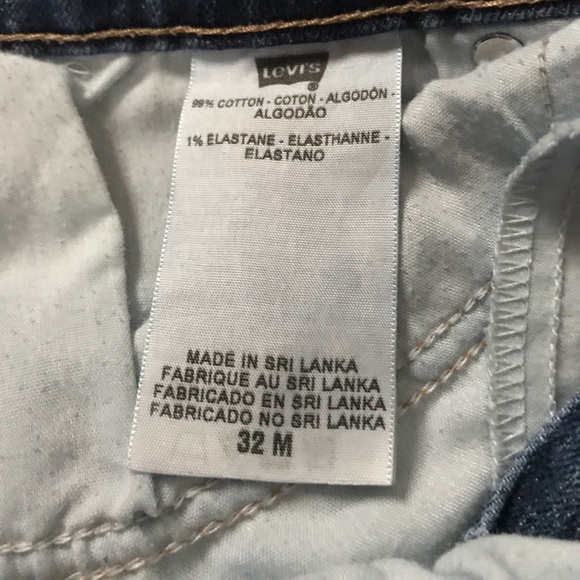 LEVI'S
®
99% COTTON - COTON - ALGODÓN -
ALGODÃO
1% ELASTANE - ELASTHANNE -
ELASTANO
MADE IN SRI LANKA
FABRIQUE AU SRI LANKA
FABRICADO EN SRI LANKA
FABRICADO NO SRI LANKA
32 M